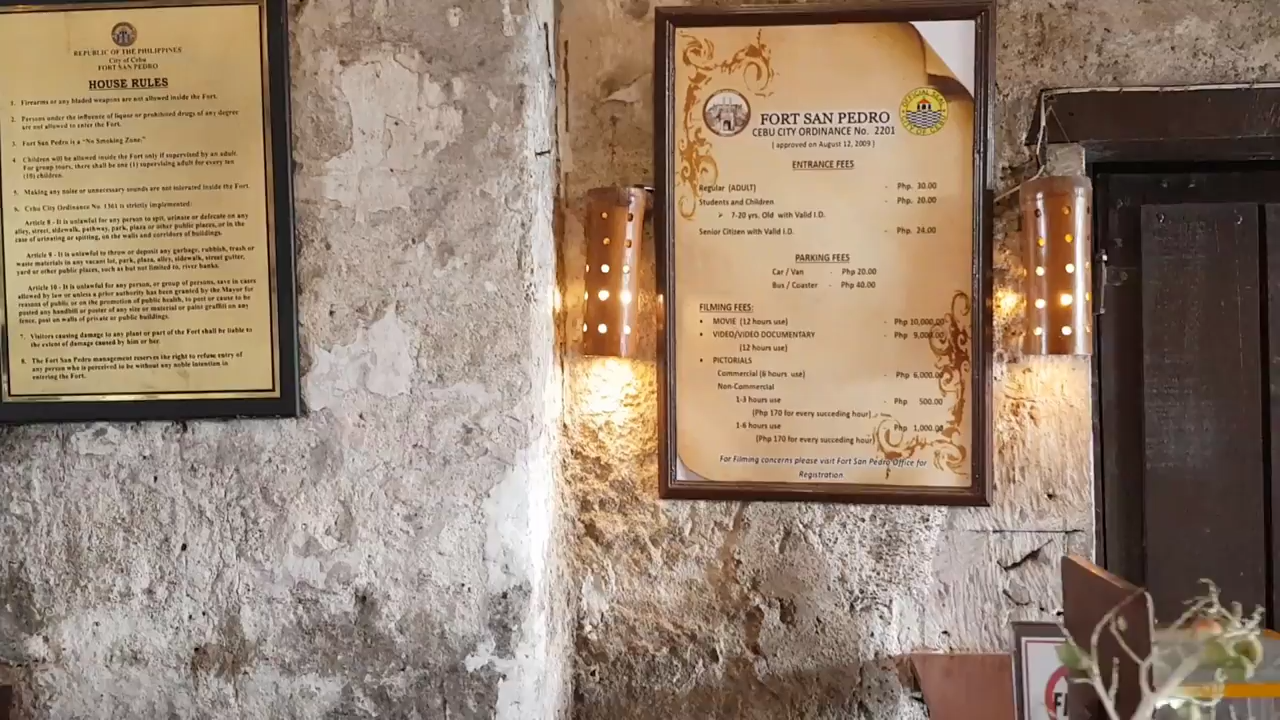 REPUBLIC OF THE PHILIPPINES
City of Cebu
FORT SAN PEDRO
HOUSE RULES
1. Firearms or any bladed weapons are not allowed inside the Fort.
2. Persons under the influence of liquor or prohibited drugs of any degree
are not allowed to enter the Fort.
3. Fort San Pedro is a "No Smoking Zone."
4. Children will be allowed inside the Fort only if supervised by an adult.
For group tours, there shall be one (1) supervising adult for every ten
(10) children.
5. Making any noise or unnecessary sounds are not tolerated inside the Fort.
6. Cebu City Ordinance No. 1361 is strictly implemented:
Article 8 - It is unlawful for any person to spit, urinate or defecate on any
alley, street, sidewalk, pathway, park, plaza or other public places, or in the
case of urinating or spitting, on the walls and corridors of buildings.
Article 9 - It is unlawful to throw or deposit any garbage, rubbish, trash or
waste materials in any vacant lot, park, plaza, alley, sidewalk, street gutter,
yard or other public places, such as but not limited to, river banks.
Article 10 - It is unlawful for any person, or group of persons, save in cases
allowed by law or unless a prior authority has been granted by the Mayor for
reasons of public or on the promotion of public health, to post or cause to be
posted any handbill or poster of any size or material or paint graffiti on any
fence, post on walls of private or public buildings.
7. Visitors causing damage to any plant or part of the Fort shall be liable to
the extent of damage caused by him or her.
8. The Fort San Pedro management reserves the right to refuse entry of
any person who is perceived to be without any noble intention in
entering the Fort.
FORT SAN PEDRO
CEBU CITY ORDINANCE No. 2201
( approved on August 12, 2009 )
ENTRANCE FEES
Regular (ADULT) - Php. 30.00
Students and Children - Php. 20.00
➢ 7-20 yrs. Old with Valid I.D.
Senior Citizen with Valid I.D. - Php. 24.00
PARKING FEES
Car / Van - Php 20.00
Bus / Coaster - Php 40.00
FILMING FEES:
• MOVIE (12 hours use) - Php 10,000.00
• VIDEO/VIDEO DOCUMENTARY - Php 9,000.00
(12 hours use)
• PICTORIALS
Commercial (6 hours use) - Php 6,000.00
Non-Commercial
1-3 hours use - Php 500.00
(Php 170 for every succeding hour)
1-6 hours use - Php 1,000.00
(Php 170 for every succeding hour)
For Filming concerns please visit Fort San Pedro Office for
Registration.